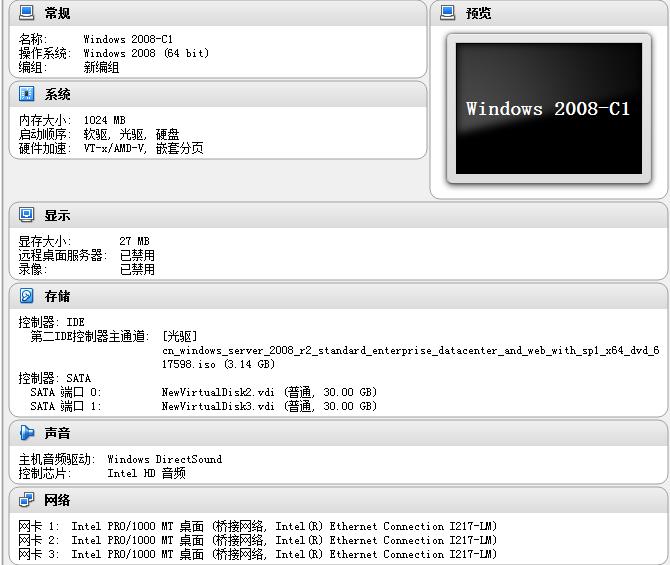 常规
名称: Windows 2008-C1
操作系统: Windows 2008 (64 bit)
编组: 新编组
预览
Windows 2008-C1
系统
内存大小: 1024 MB
启动顺序: 软驱, 光驱, 硬盘
硬件加速: VT-x/AMD-V, 嵌套分页
显示
显存大小: 27 MB
远程桌面服务器: 已禁用
录像: 已禁用
存储
控制器: IDE
第二IDE控制器主通道: [光驱]
cn_windows_server_2008_r2_standard_enterprise_datacenter_and_web_with_sp1_x64_dvd_6
17598.iso (3.14 GB)
控制器: SATA
SATA 端口 0: NewVirtualDisk2.vdi (普通, 30.00 GB)
SATA 端口 1: NewVirtualDisk3.vdi (普通, 30.00 GB)
声音
主机音频驱动: Windows DirectSound
控制芯片: Intel HD 音频
网络
网卡 1: Intel PRO/1000 MT 桌面 (桥接网络, Intel(R) Ethernet Connection I217-LM)
网卡 2: Intel PRO/1000 MT 桌面 (桥接网络, Intel(R) Ethernet Connection I217-LM)
网卡 3: Intel PRO/1000 MT 桌面 (桥接网络, Intel(R) Ethernet Connection I217-LM)